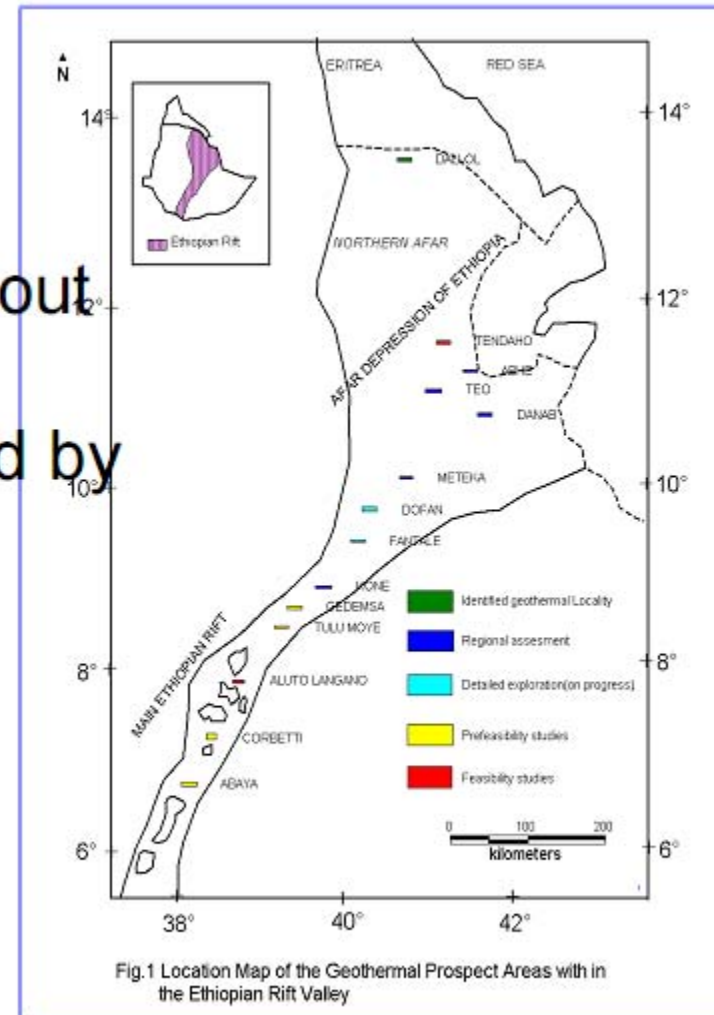 N
ERITREA
RED SEA
14°
14°
DALLOL
Ethiopian Rift
NORTHERN AFAR
AFAR DEPRESSION OF ETHIOPIA
out
12°
12°
TENDAHO
TEO
DANAB
d by
10°
10°
METEKA
DOFAN
FANTALE
GEDEMSA
TULU MOYE
MAIN ETHIOPIAN RIFT
ALUTO LANGANO
CORBETTI
ABAYA
8°
8°
6°
6°
Identified geothermal Locality
Regional assesment
Detailed exploration(on progress)
Prefeasibility studies
Feasibility studies
0 100 200
kilometers
38° 40° 42°
Fig.1 Location Map of the Geothermal Prospect Areas with in
the Ethiopian Rift Valley